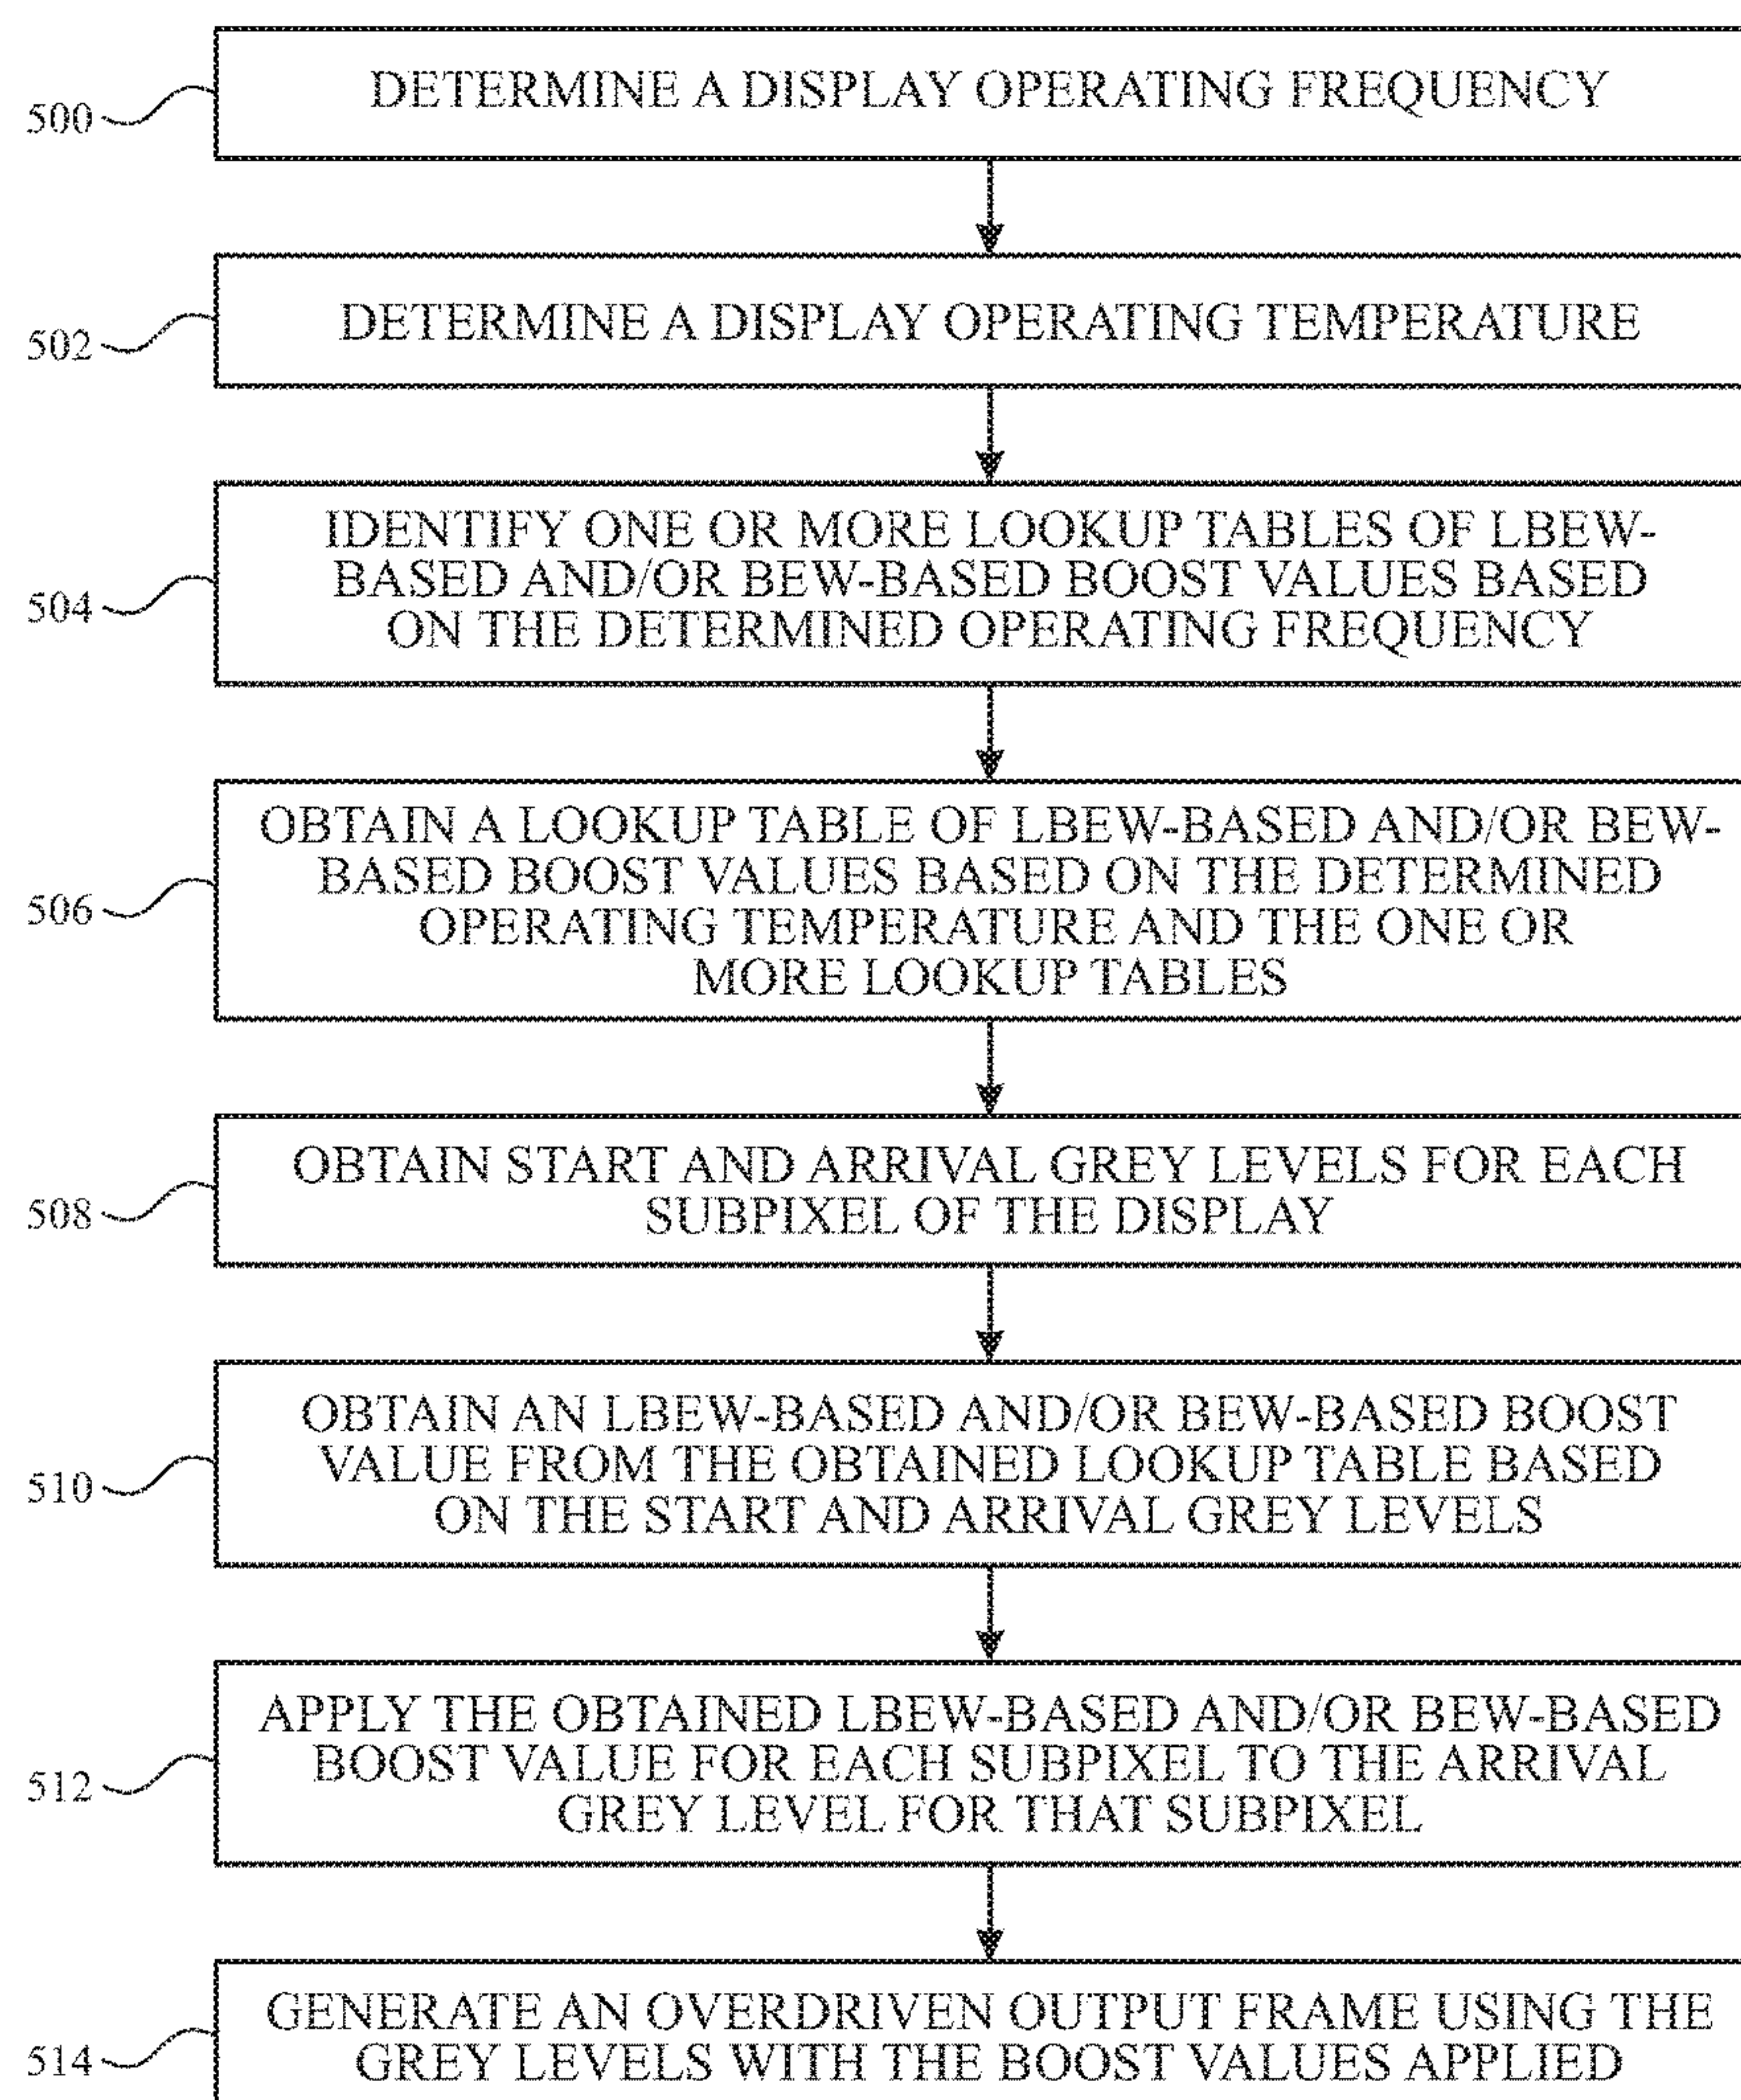 500
DETERMINE A DISPLAY OPERATING FREQUENCY
502
DETERMINE A DISPLAY OPERATING TEMPERATURE
504
IDENTIFY ONE OR MORE LOOKUP TABLES OF LBEW-
BASED AND/OR BEW-BASED BOOST VALUES BASED
ON THE DETERMINED OPERATING FREQUENCY
506
OBTAIN A LOOKUP TABLE OF LBEW-BASED AND/OR BEW-
BASED BOOST VALUES BASED ON THE DETERMINED
OPERATING TEMPERATURE AND THE ONE OR
MORE LOOKUP TABLES
508
OBTAIN START AND ARRIVAL GREY LEVELS FOR EACH
SUBPIXEL OF THE DISPLAY
510
OBTAIN AN LBEW-BASED AND/OR BEW-BASED BOOST
VALUE FROM THE OBTAINED LOOKUP TABLE BASED
ON THE START AND ARRIVAL GREY LEVELS
512
APPLY THE OBTAINED LBEW-BASED AND/OR BEW-BASED
BOOST VALUE FOR EACH SUBPIXEL TO THE ARRIVAL
GREY LEVEL FOR THAT SUBPIXEL
514
GENERATE AN OVERDRIVEN OUTPUT FRAME USING THE
GREY LEVELS WITH THE BOOST VALUES APPLIED